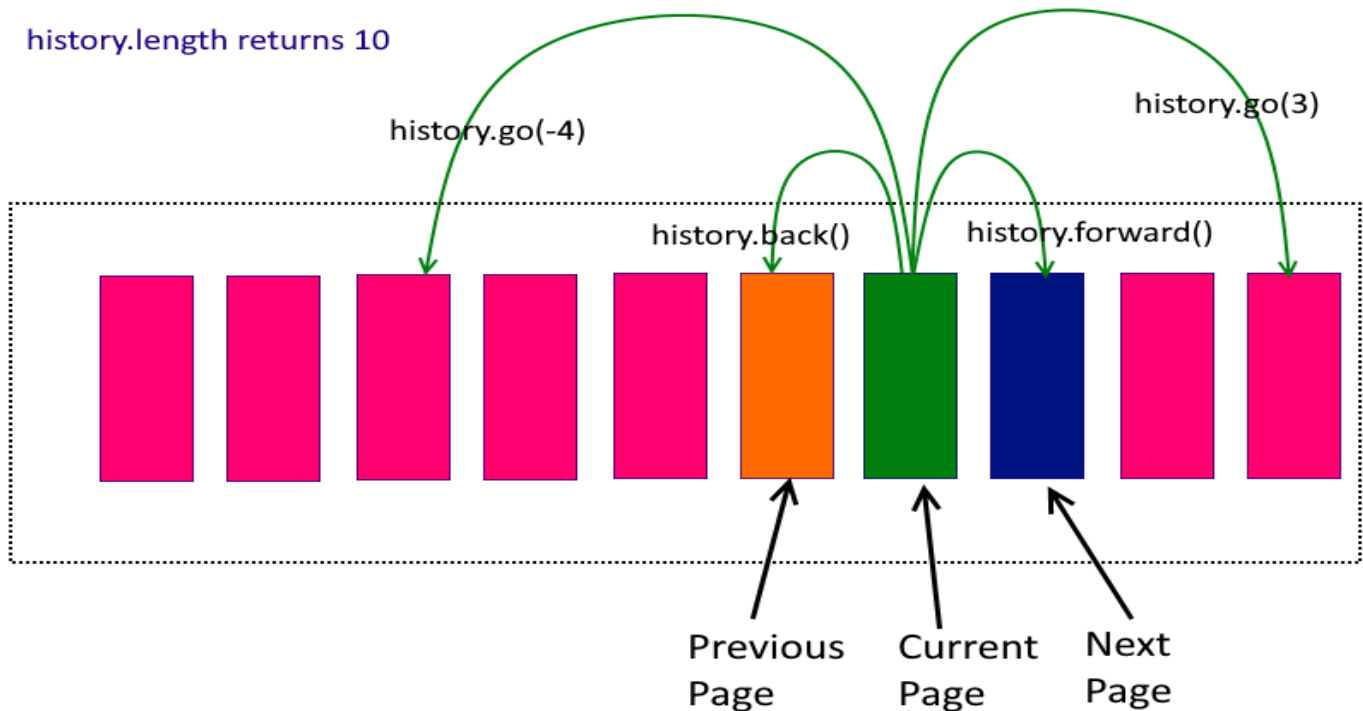 history.length returns 10
history.go(3)
history.go(-4)
history.back()
history.forward()
Previous
Page
Current
Page
Next
Page